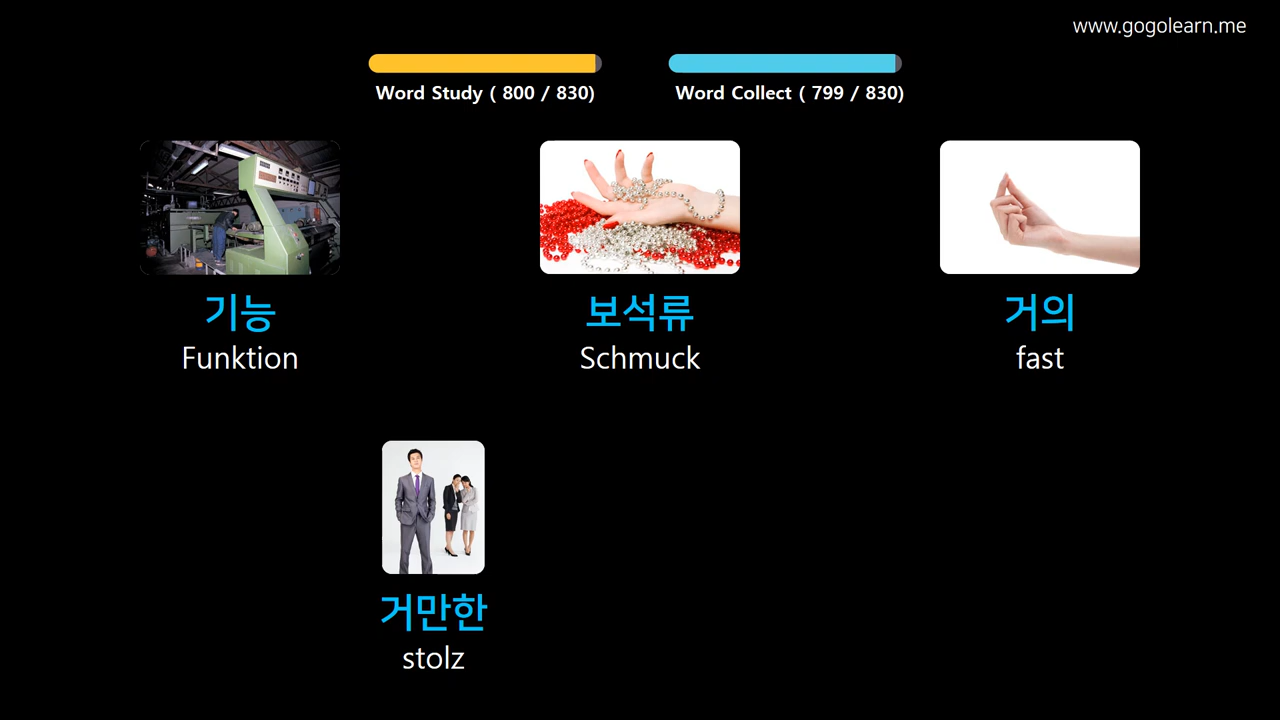 www.gogolearn.me
Word Study ( 800 / 830)
Word Collect ( 799 / 830)
기능
Funktion
보석류
Schmuck
거의
fast
거만한
stolz